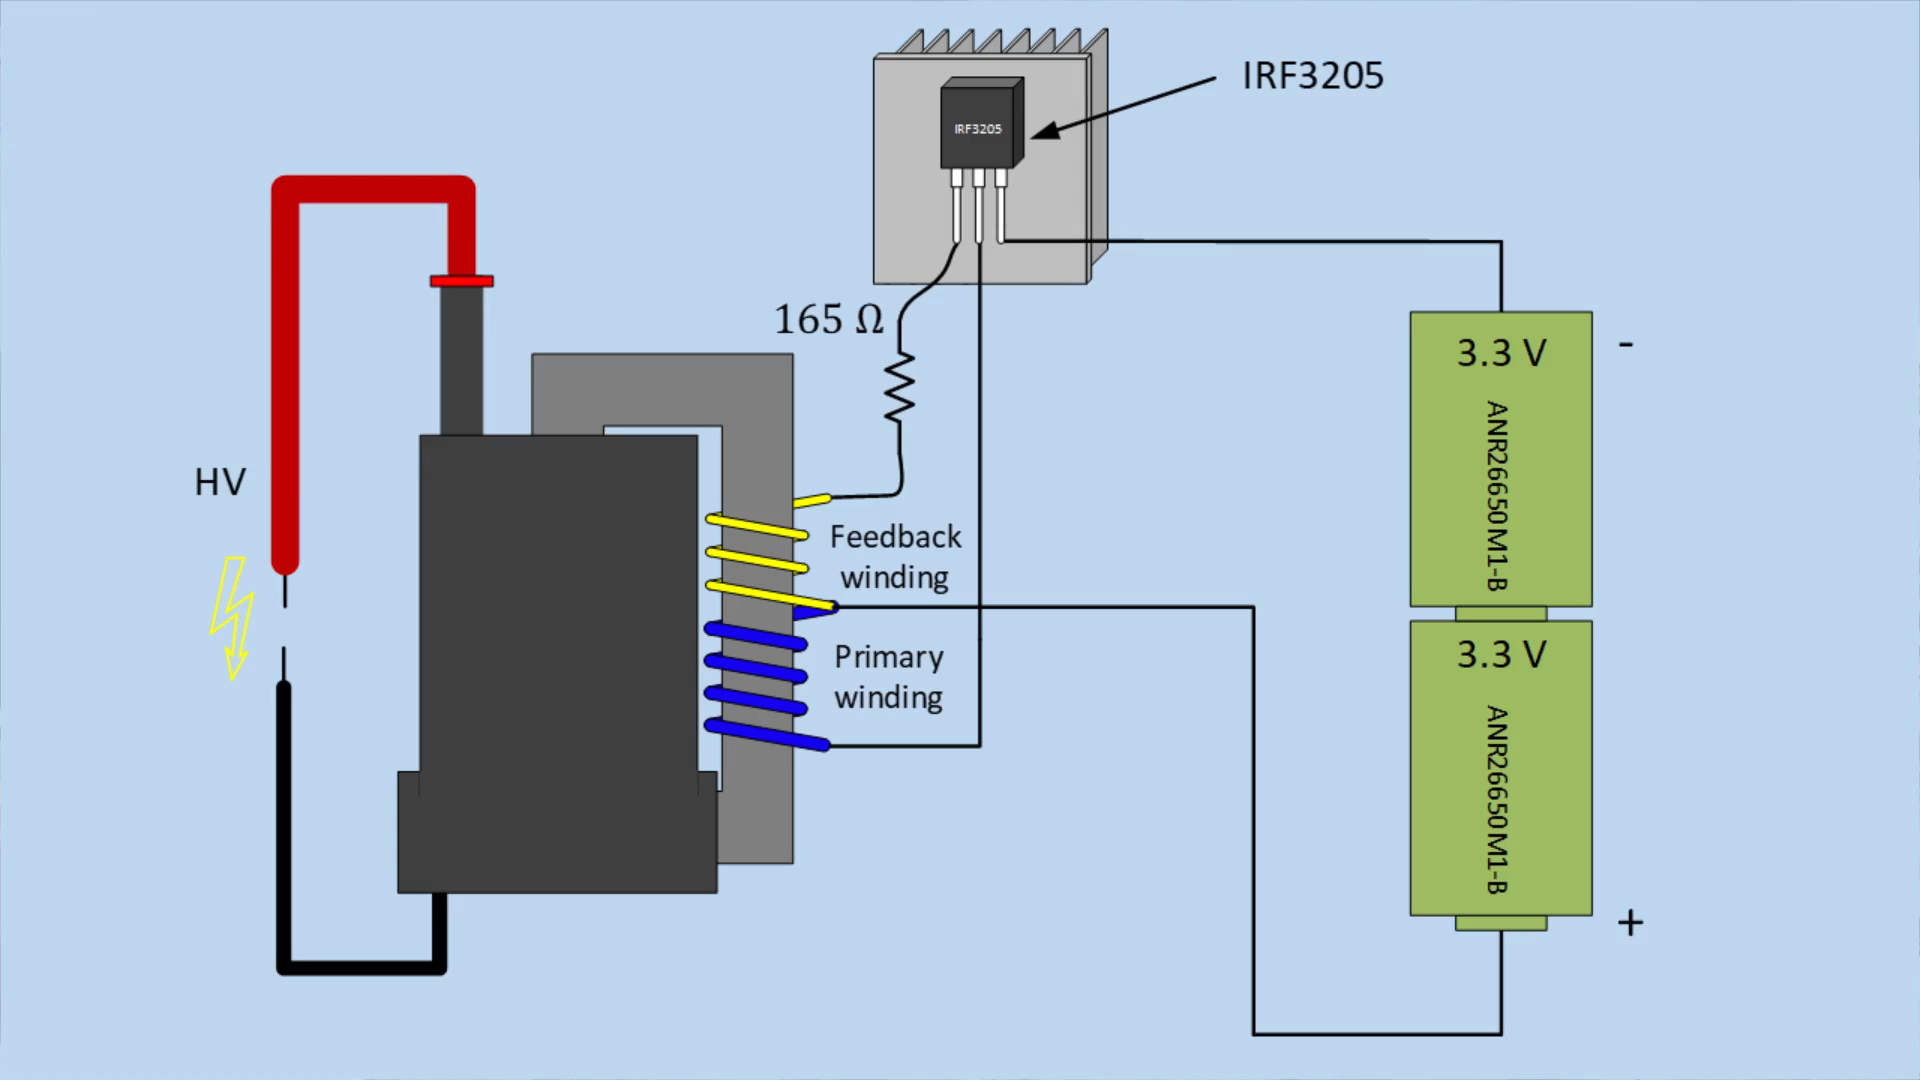 IRF3205
IRF3205
165 Ω
3.3 V
-
ANR26650M1-B
HV
Feedback
winding
3.3 V
Primary
winding
ANR26650M1-B
+